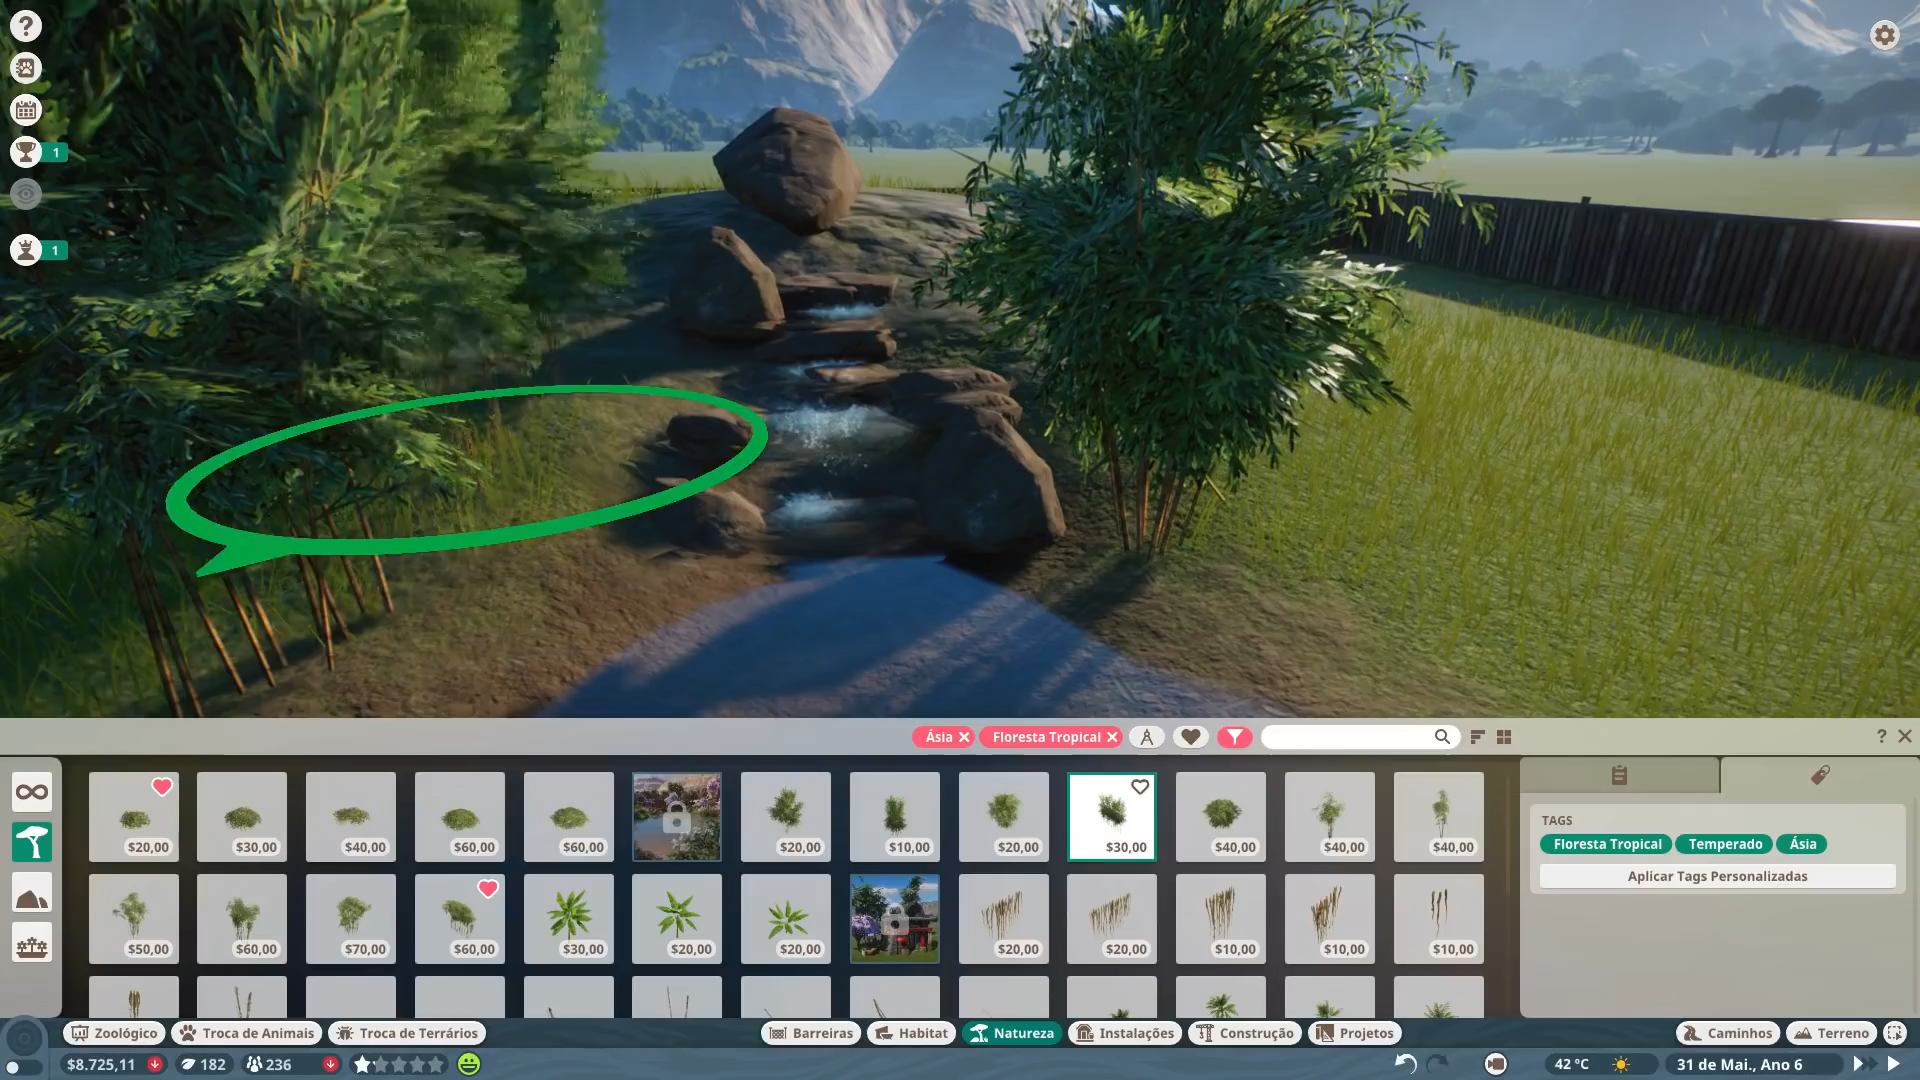 ?
1
1
Ásia ✕ Floresta Tropical ✕
? ✕
$20,00 $30,00 $40,00 $60,00 $60,00 $20,00 $10,00 $20,00 $30,00 $40,00 $40,00 $40,00
TAGS
Floresta Tropical Temperado Ásia
Aplicar Tags Personalizadas
$50,00 $60,00 $70,00 $60,00 $30,00 $20,00 $20,00 $20,00 $20,00 $10,00 $10,00 $10,00
Zoológico Troca de Animais Troca de Terrários Barreiras Habitat Natureza Instalações Construção Projetos Caminhos Terreno
$8.725,11 182 236 42 ºC 31 de Mai., Ano 6